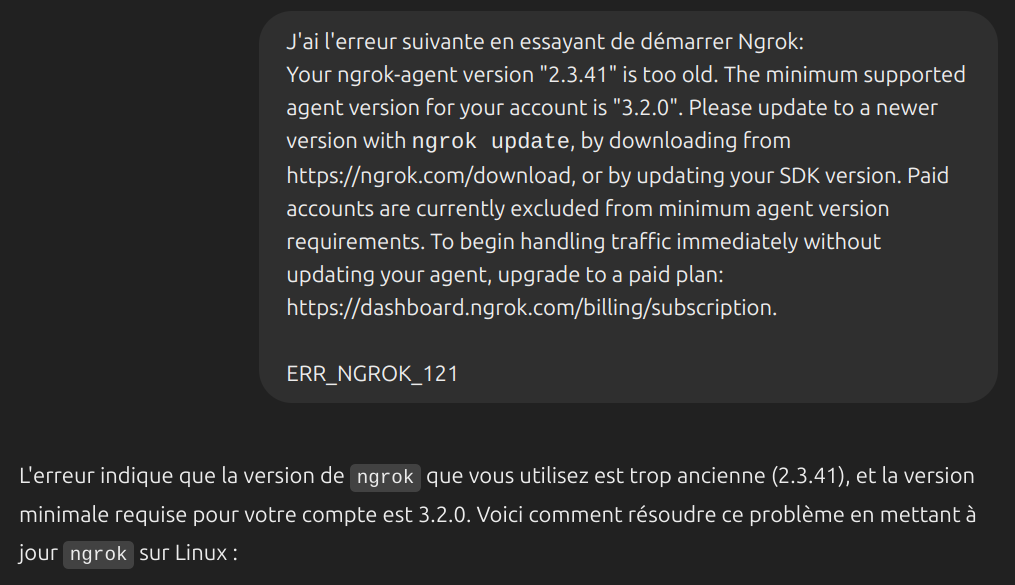 J'ai l'erreur suivante en essayant de démarrer Ngrok:
Your ngrok-agent version "2.3.41" is too old. The minimum supported
agent version for your account is "3.2.0". Please update to a newer
version with ngrok update, by downloading from
https://ngrok.com/download, or by updating your SDK version. Paid
accounts are currently excluded from minimum agent version
requirements. To begin handling traffic immediately without
updating your agent, upgrade to a paid plan:
https://dashboard.ngrok.com/billing/subscription.
ERR_NGROK_121
L'erreur indique que la version de ngrok que vous utilisez est trop ancienne (2.3.41), et la version
minimale requise pour votre compte est 3.2.0. Voici comment résoudre ce problème en mettant à
jour ngrok sur Linux :